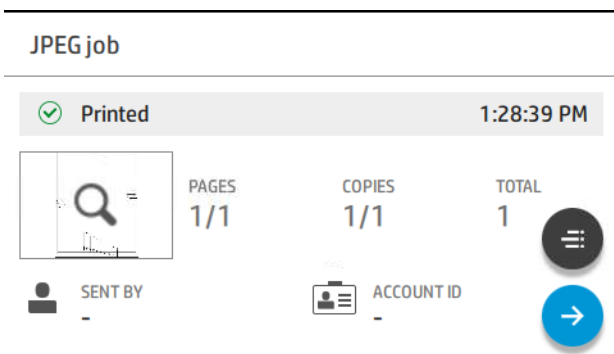 JPEG job
Printed 1:28:39 PM
PAGES COPIES TOTAL
1/1 1/1 1
SENT BY ACCOUNT ID
- -